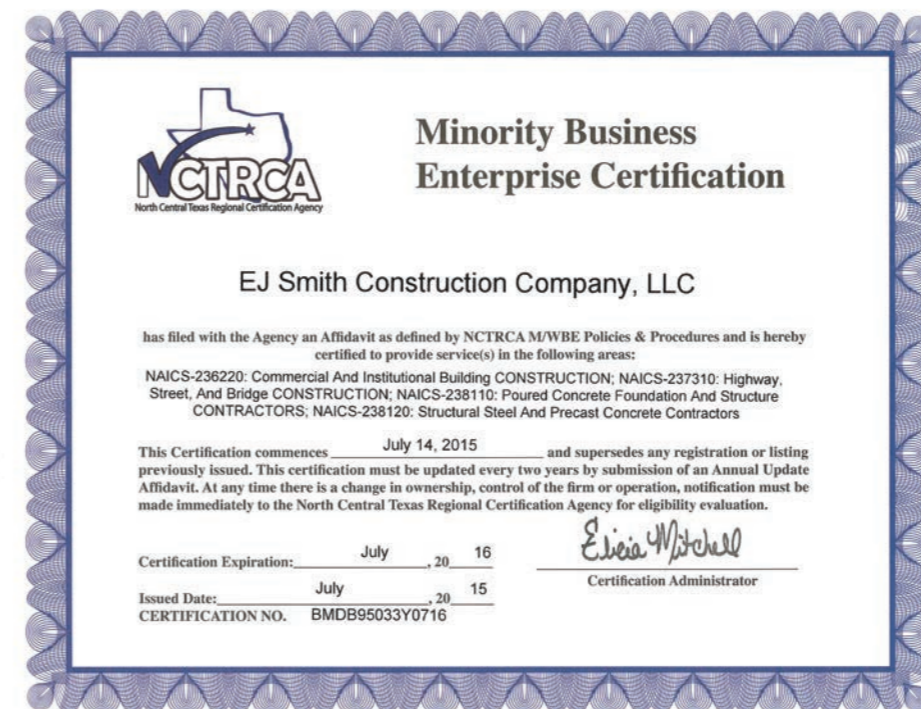 NCTRCA
North Central Texas Regional Certification Agency
Minority Business
Enterprise Certification
EJ Smith Construction Company, LLC
has filed with the Agency an Affidavit as defined by NCTRCA M/WBE Policies & Procedures and is hereby
certified to provide service(s) in the following areas:
NAICS-236220: Commercial And Institutional Building CONSTRUCTION; NAICS-237310: Highway,
Street, And Bridge CONSTRUCTION; NAICS-238110: Poured Concrete Foundation And Structure
CONTRACTORS; NAICS-238120: Structural Steel And Precast Concrete Contractors
This Certification commences July 14, 2015 and supersedes any registration or listing
previously issued. This certification must be updated every two years by submission of an Annual Update
Affidavit. At any time there is a change in ownership, control of the firm or operation, notification must be
made immediately to the North Central Texas Regional Certification Agency for eligibility evaluation.
Certification Expiration: July , 20 16
Issued Date: July , 20 15
CERTIFICATION NO. BMDB95033Y0716
Elicia Mitchell
Certification Administrator